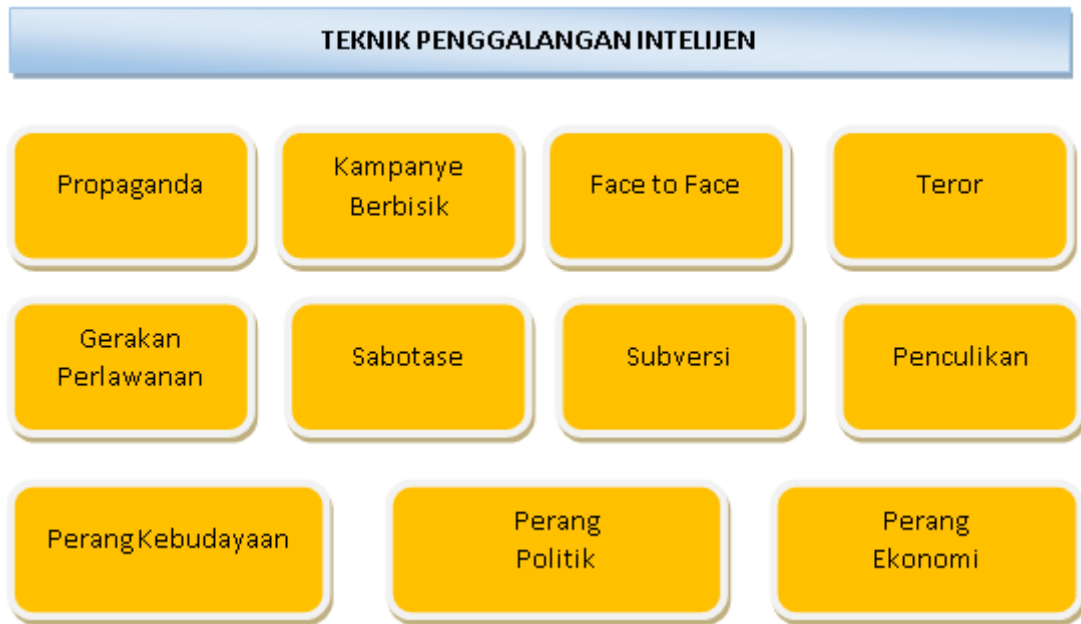 TEKNIK PENGGALANGAN INTELIJEN
Propaganda
Kampanye
Berbisik
Face to Face
Teror
Gerakan
Perlawanan
Sabotase
Subversi
Penculikan
Perang Kebudayaan
Perang
Politik
Perang
Ekonomi